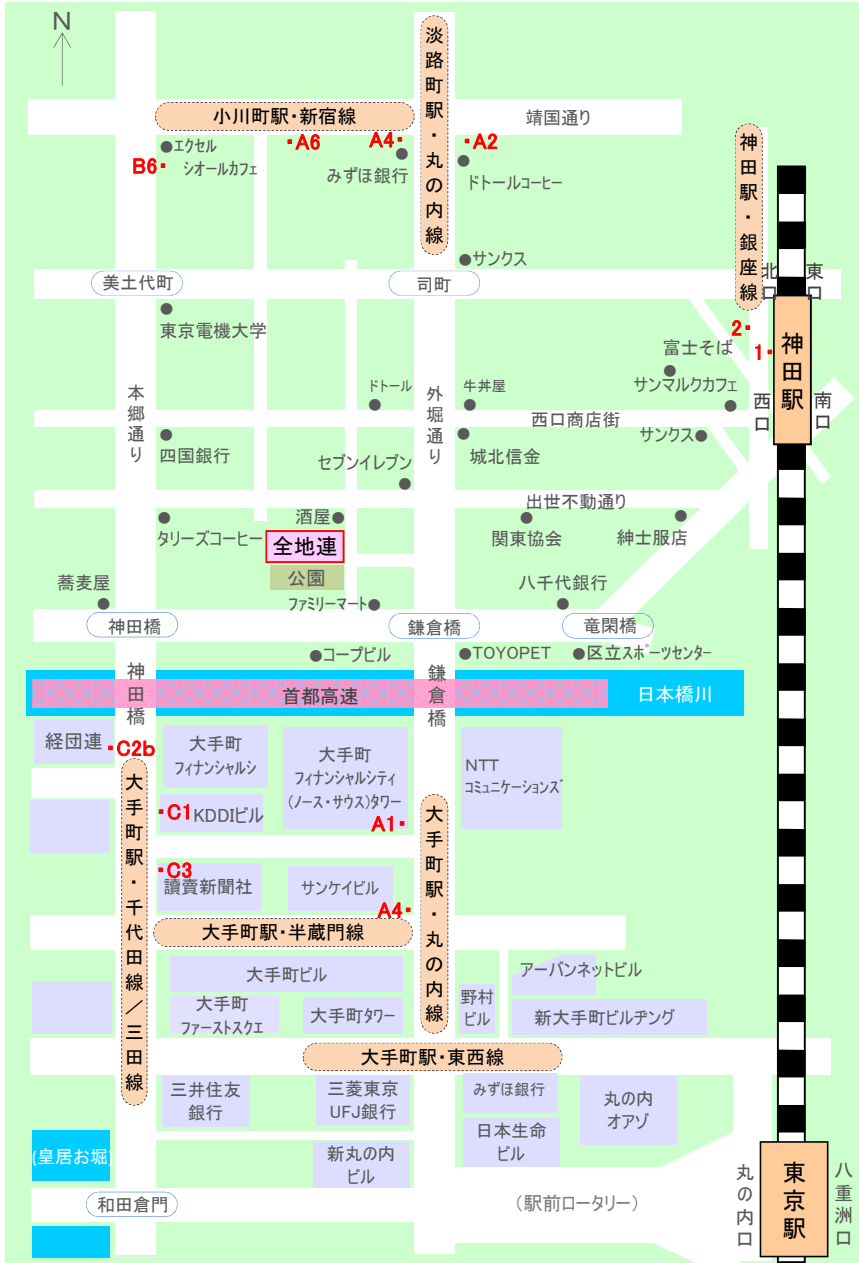 N
淡路町駅・丸の内線
小川町駅・新宿線
靖国通り
エクセル
シオールカフェ
B6
A6
A4
みずほ銀行
A2
ドトールコーヒー
神田駅・銀座線
サンクス
美土代町
司町
北口
東口
東京電機大学
2
1
富士そば
神田駅
サンマルクカフェ
本郷通り
ドトール
外堀通り
牛丼屋
西口商店街
西口
南口
四国銀行
セブンイレブン
城北信金
サンクス
出世不動通り
タリーズコーヒー
酒屋
関東協会
紳士服店
全地連
公園
蕎麦屋
ファミリーマート
八千代銀行
神田橋
鎌倉橋
竜閑橋
コープビル
TOYOPET
区立スポーツセンター
神田橋
首都高速
鎌倉橋
日本橋川
経団連
C2b
大手町
フィナンシャルシ
大手町
フィナンシャルシティ
(ノース・サウス)タワー
NTT
コミュニケーションズ
大手町駅・千代田線／三田線
C1
KDDIビル
A1
大手町駅・丸の内線
C3
讀賣新聞社
サンケイビル
A4
大手町駅・半蔵門線
大手町ビル
アーバンネットビル
大手町
ファーストスクエ
大手町タワー
野村
ビル
新大手町ビルヂング
大手町駅・東西線
三井住友
銀行
三菱東京
UFJ銀行
みずほ銀行
丸の内
オアゾ
日本生命
ビル
(皇居お堀)
新丸の内
ビル
丸の内口
東京駅
八重洲口
和田倉門
（駅前ロータリー）